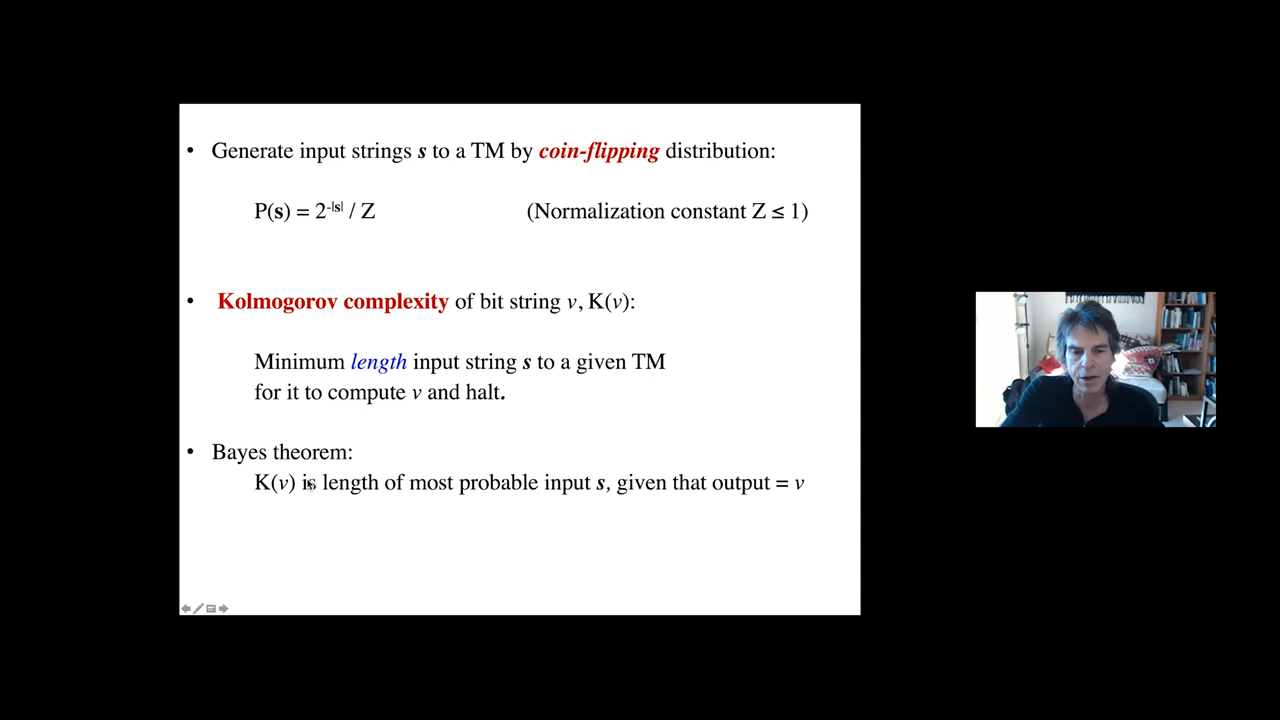 • Generate input strings s to a TM by coin-flipping distribution:
P(s) = 2^-|s| / Z (Normalization constant Z ≤ 1)
• Kolmogorov complexity of bit string v, K(v):
Minimum length input string s to a given TM
for it to compute v and halt.
• Bayes theorem:
K(v) is length of most probable input s, given that output = v